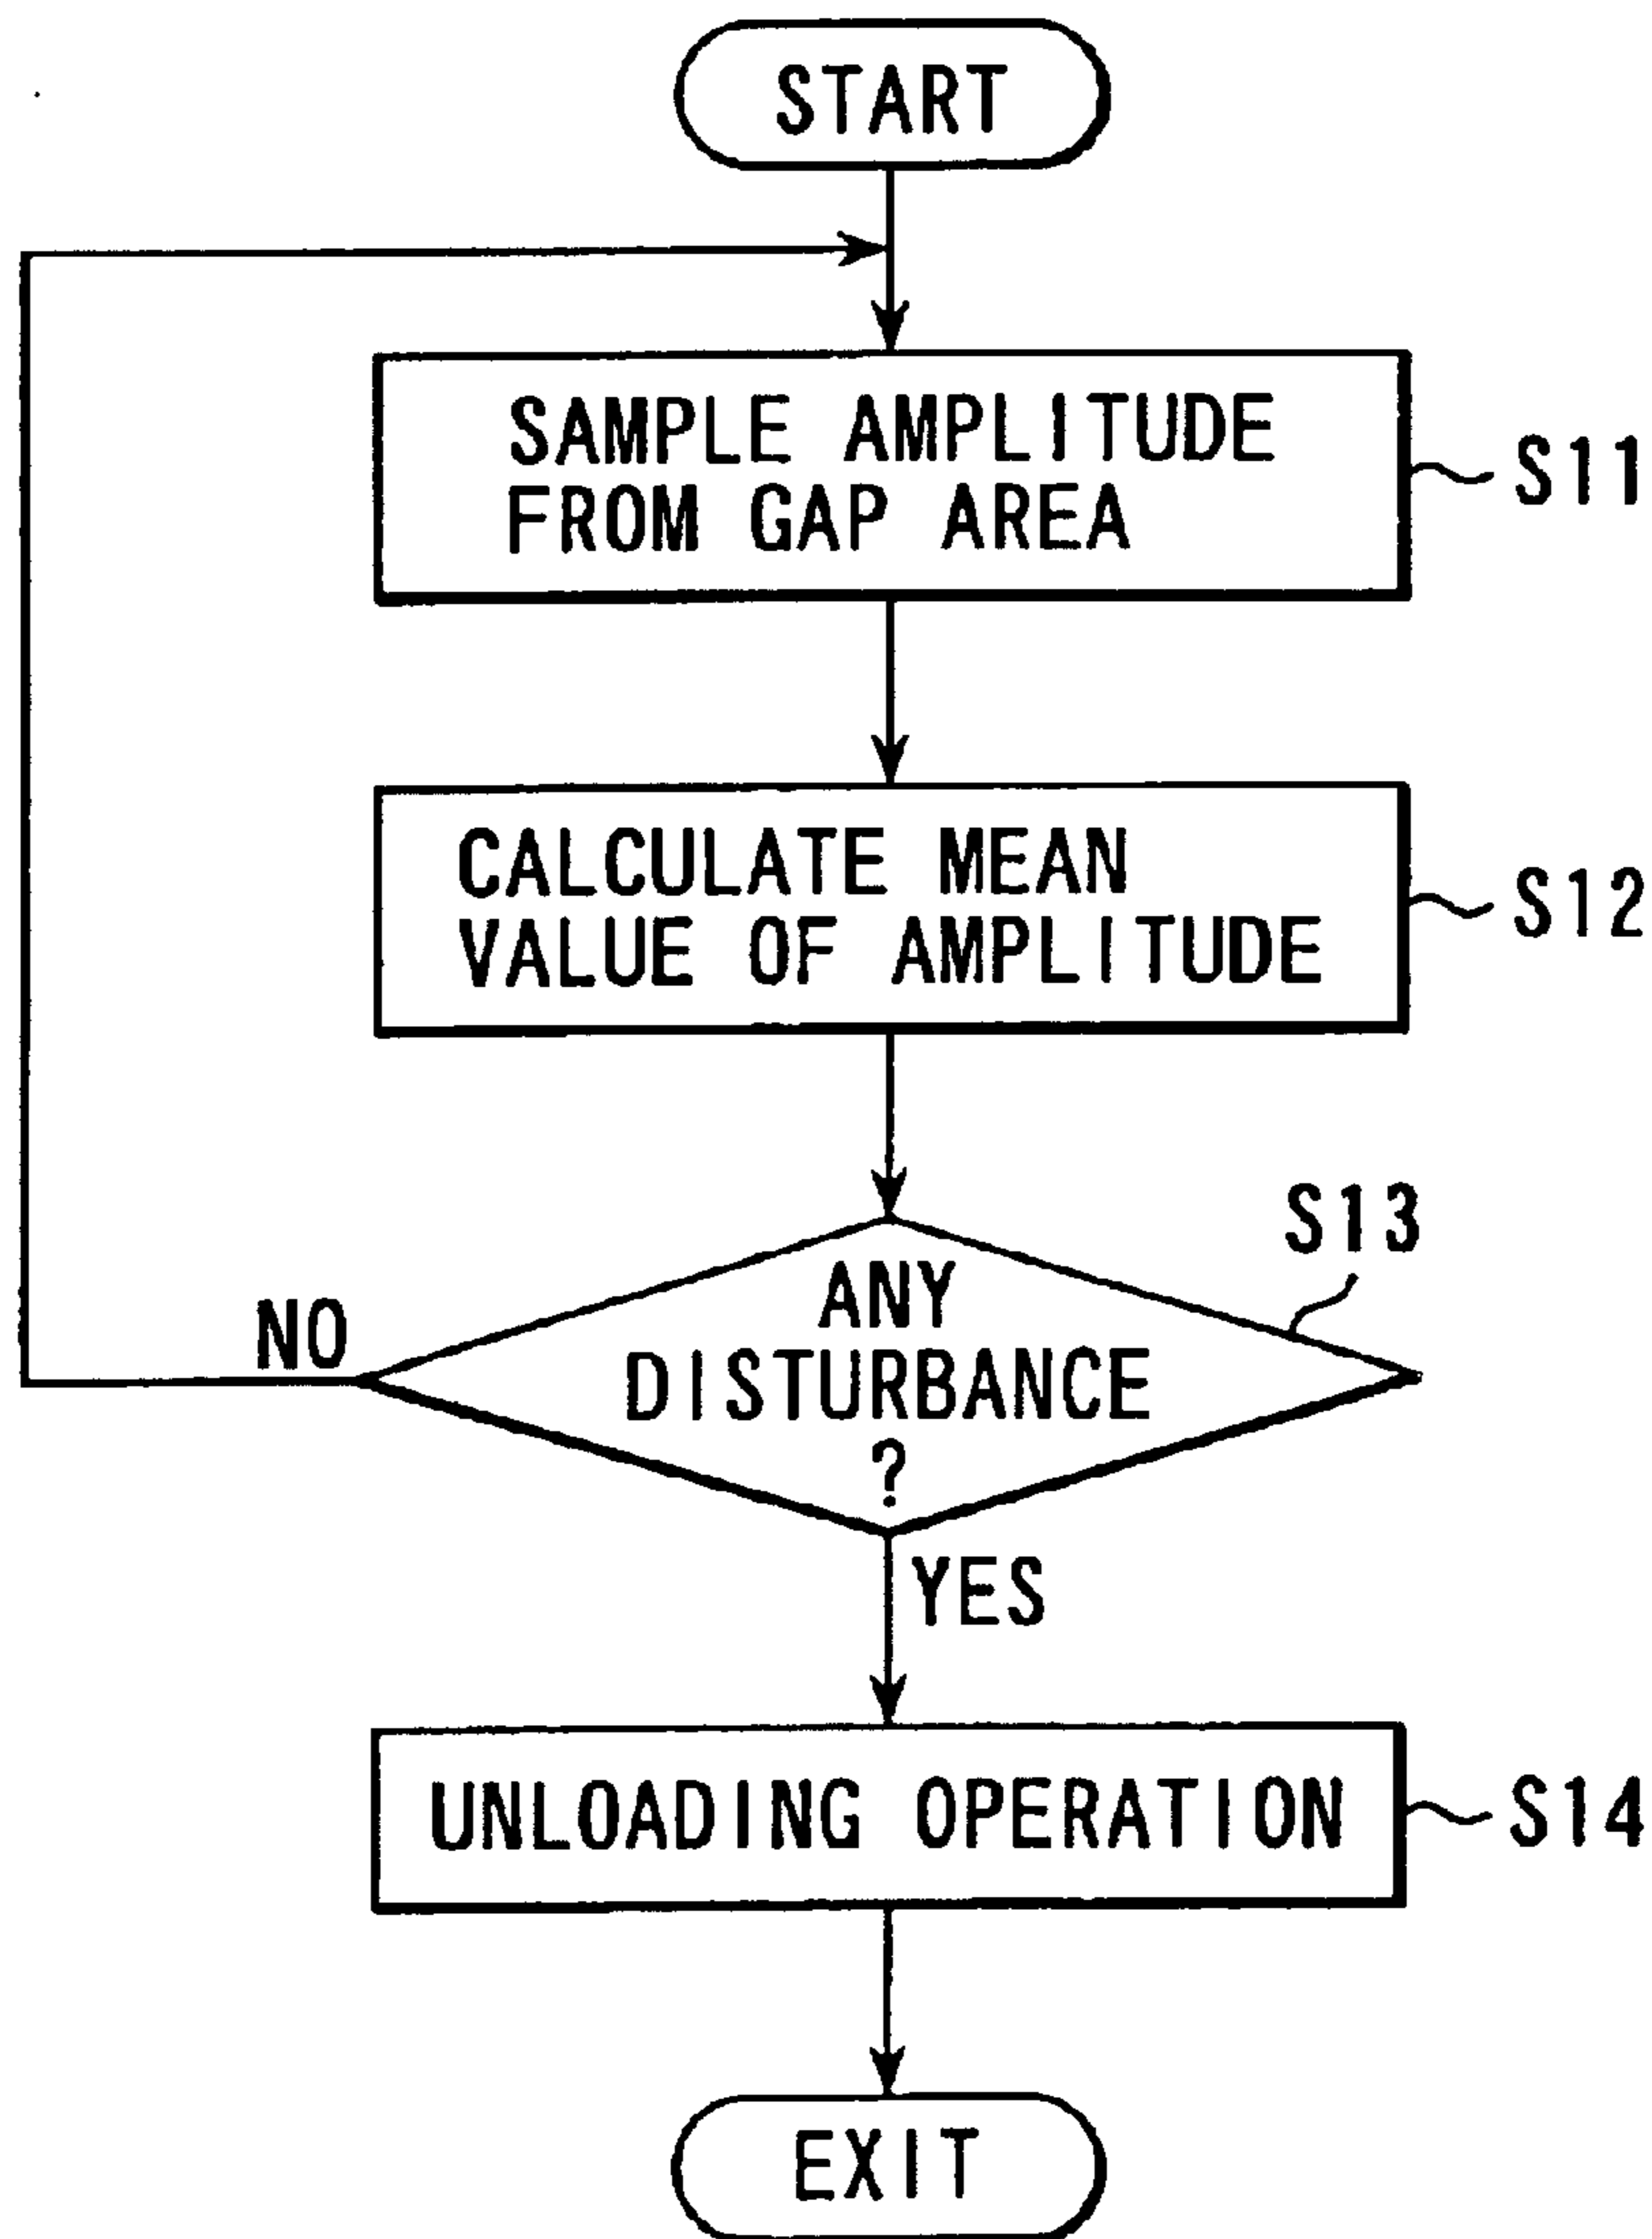 START
SAMPLE AMPLITUDE
FROM GAP AREA
S11
CALCULATE MEAN
VALUE OF AMPLITUDE
S12
S13
ANY
DISTURBANCE
?
NO
YES
UNLOADING OPERATION
S14
EXIT